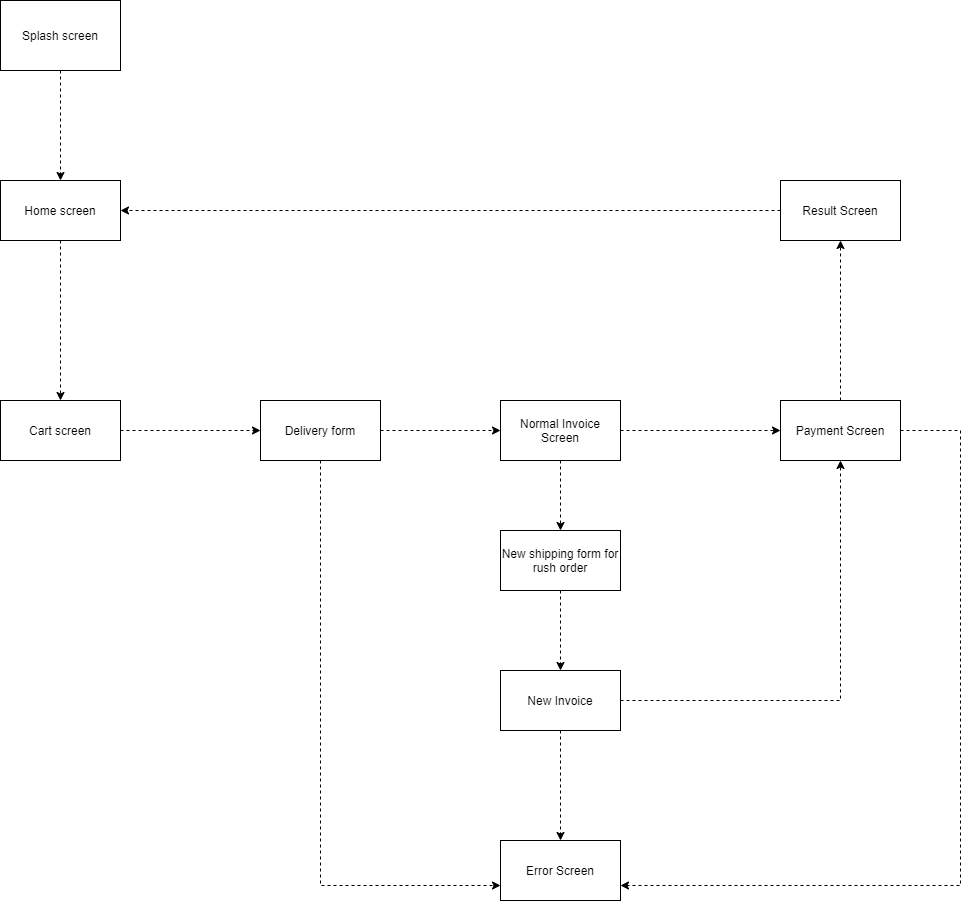 Splash screen
Home screen
Result Screen
Cart screen
Delivery form
Normal Invoice
Screen
Payment Screen
New shipping form for
rush order
New Invoice
Error Screen